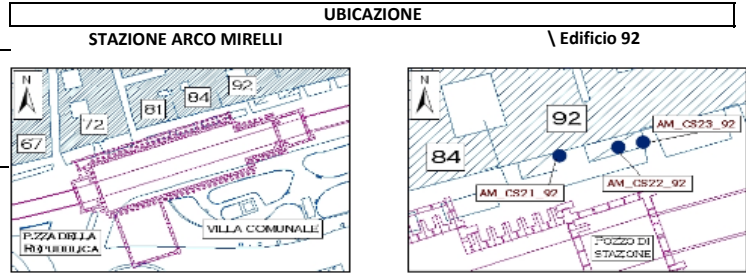 UBICAZIONE
STAZIONE ARCO MIRELLI
\ Edificio 92
N
67
72
81
84
92
P.ZZA DELLA
REPUBBLICA
VILLA COMUNALE
N
84
92
AM_CS21_92
AM_CS22_92
AM_CS23_92
POZZO DI
STAZIONE